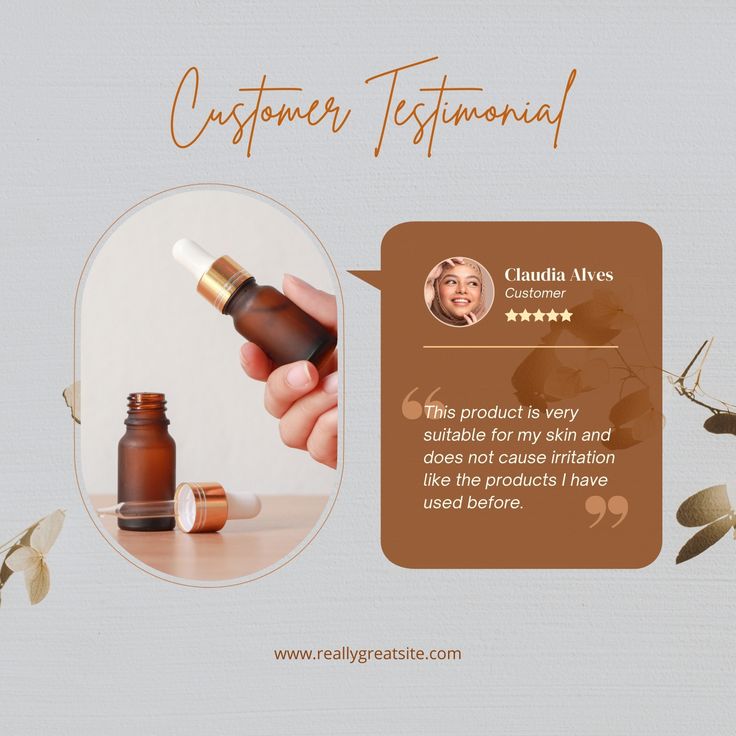 Customer Testimonial
Claudia Alves
Customer
“This product is very
suitable for my skin and
does not cause irritation
like the products I have
used before.”
www.reallygreatsite.com